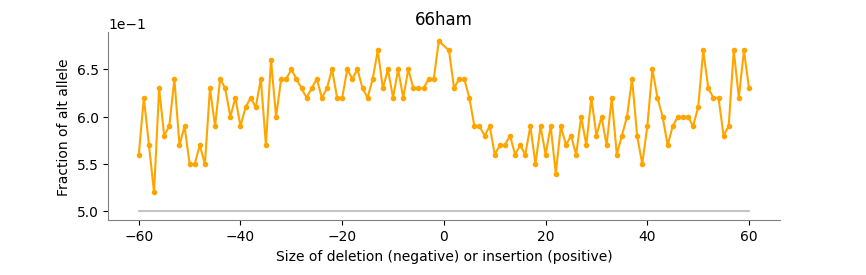 66ham
1e−1
Fraction of alt allele
6.5
6.0
5.5
5.0
−60 −40 −20 0 20 40 60
Size of deletion (negative) or insertion (positive)